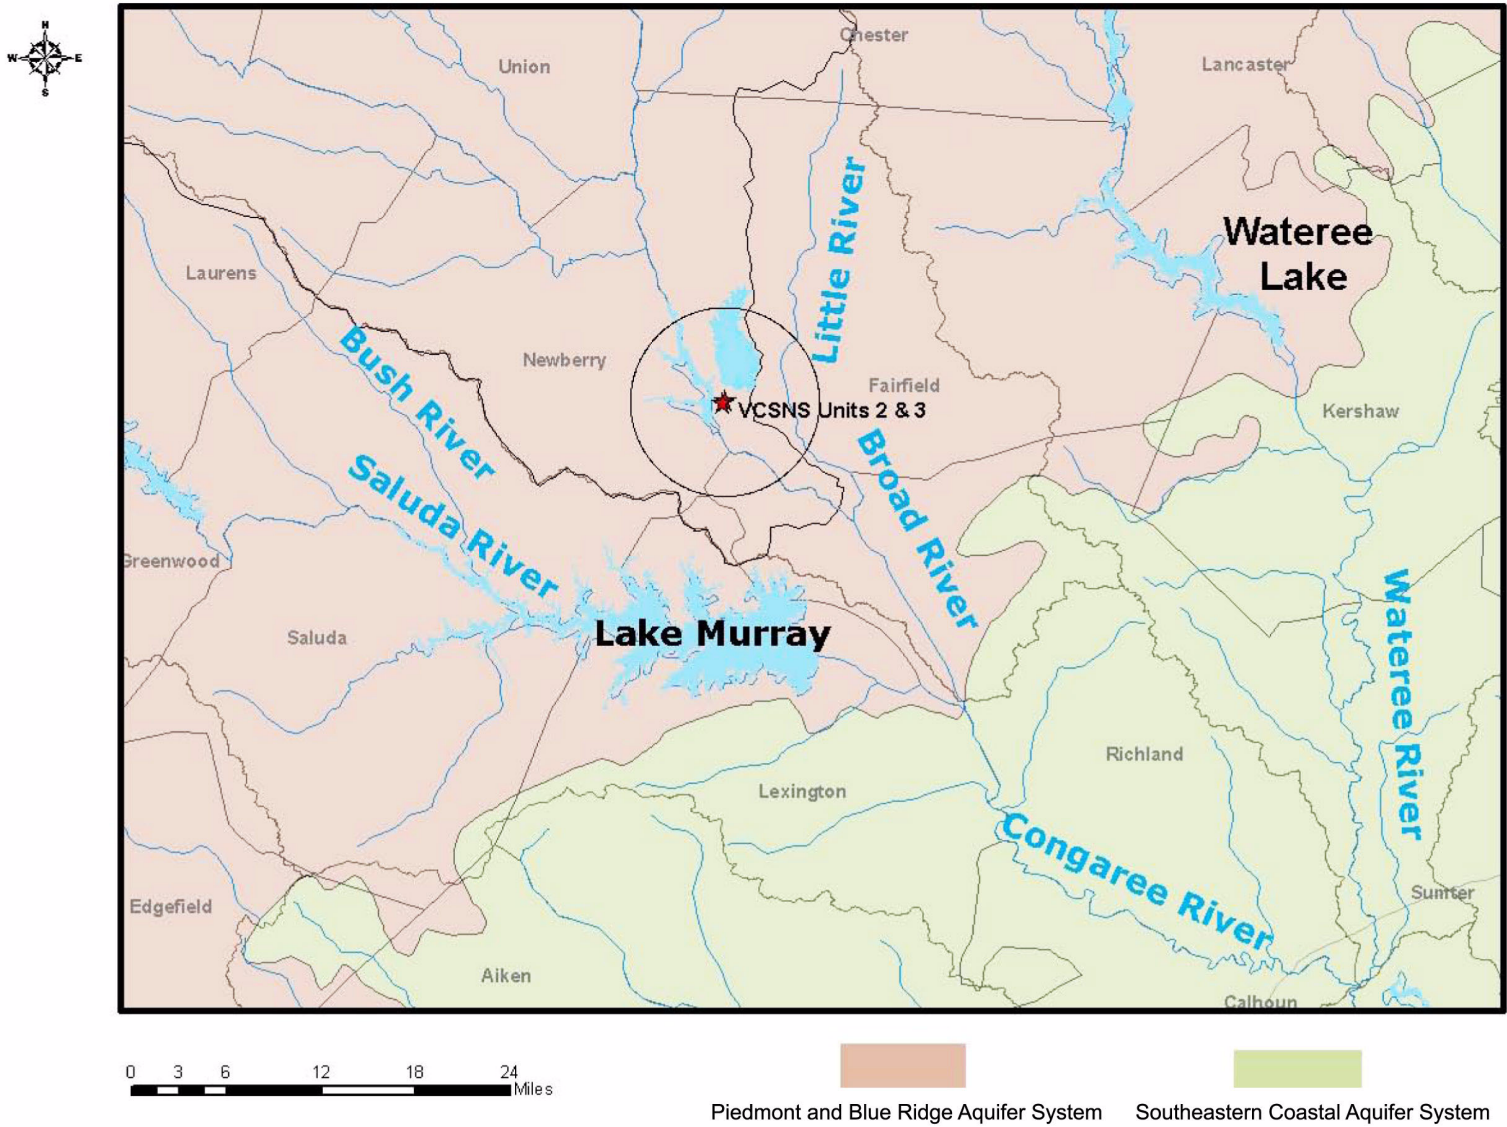 N
W E
S
Chester
Union
Lancaster
Little River
Wateree
Lake
Laurens
Bush River
Newberry
Fairfield
VCSNS Units 2 & 3
Kershaw
Broad River
Saluda River
Greenwood
Wateree River
Saluda
Lake Murray
Richland
Lexington
Congaree River
Sumter
Edgefield
Aiken
Calhoun
0 3 6 12 18 24
Miles
Piedmont and Blue Ridge Aquifer System
Southeastern Coastal Aquifer System